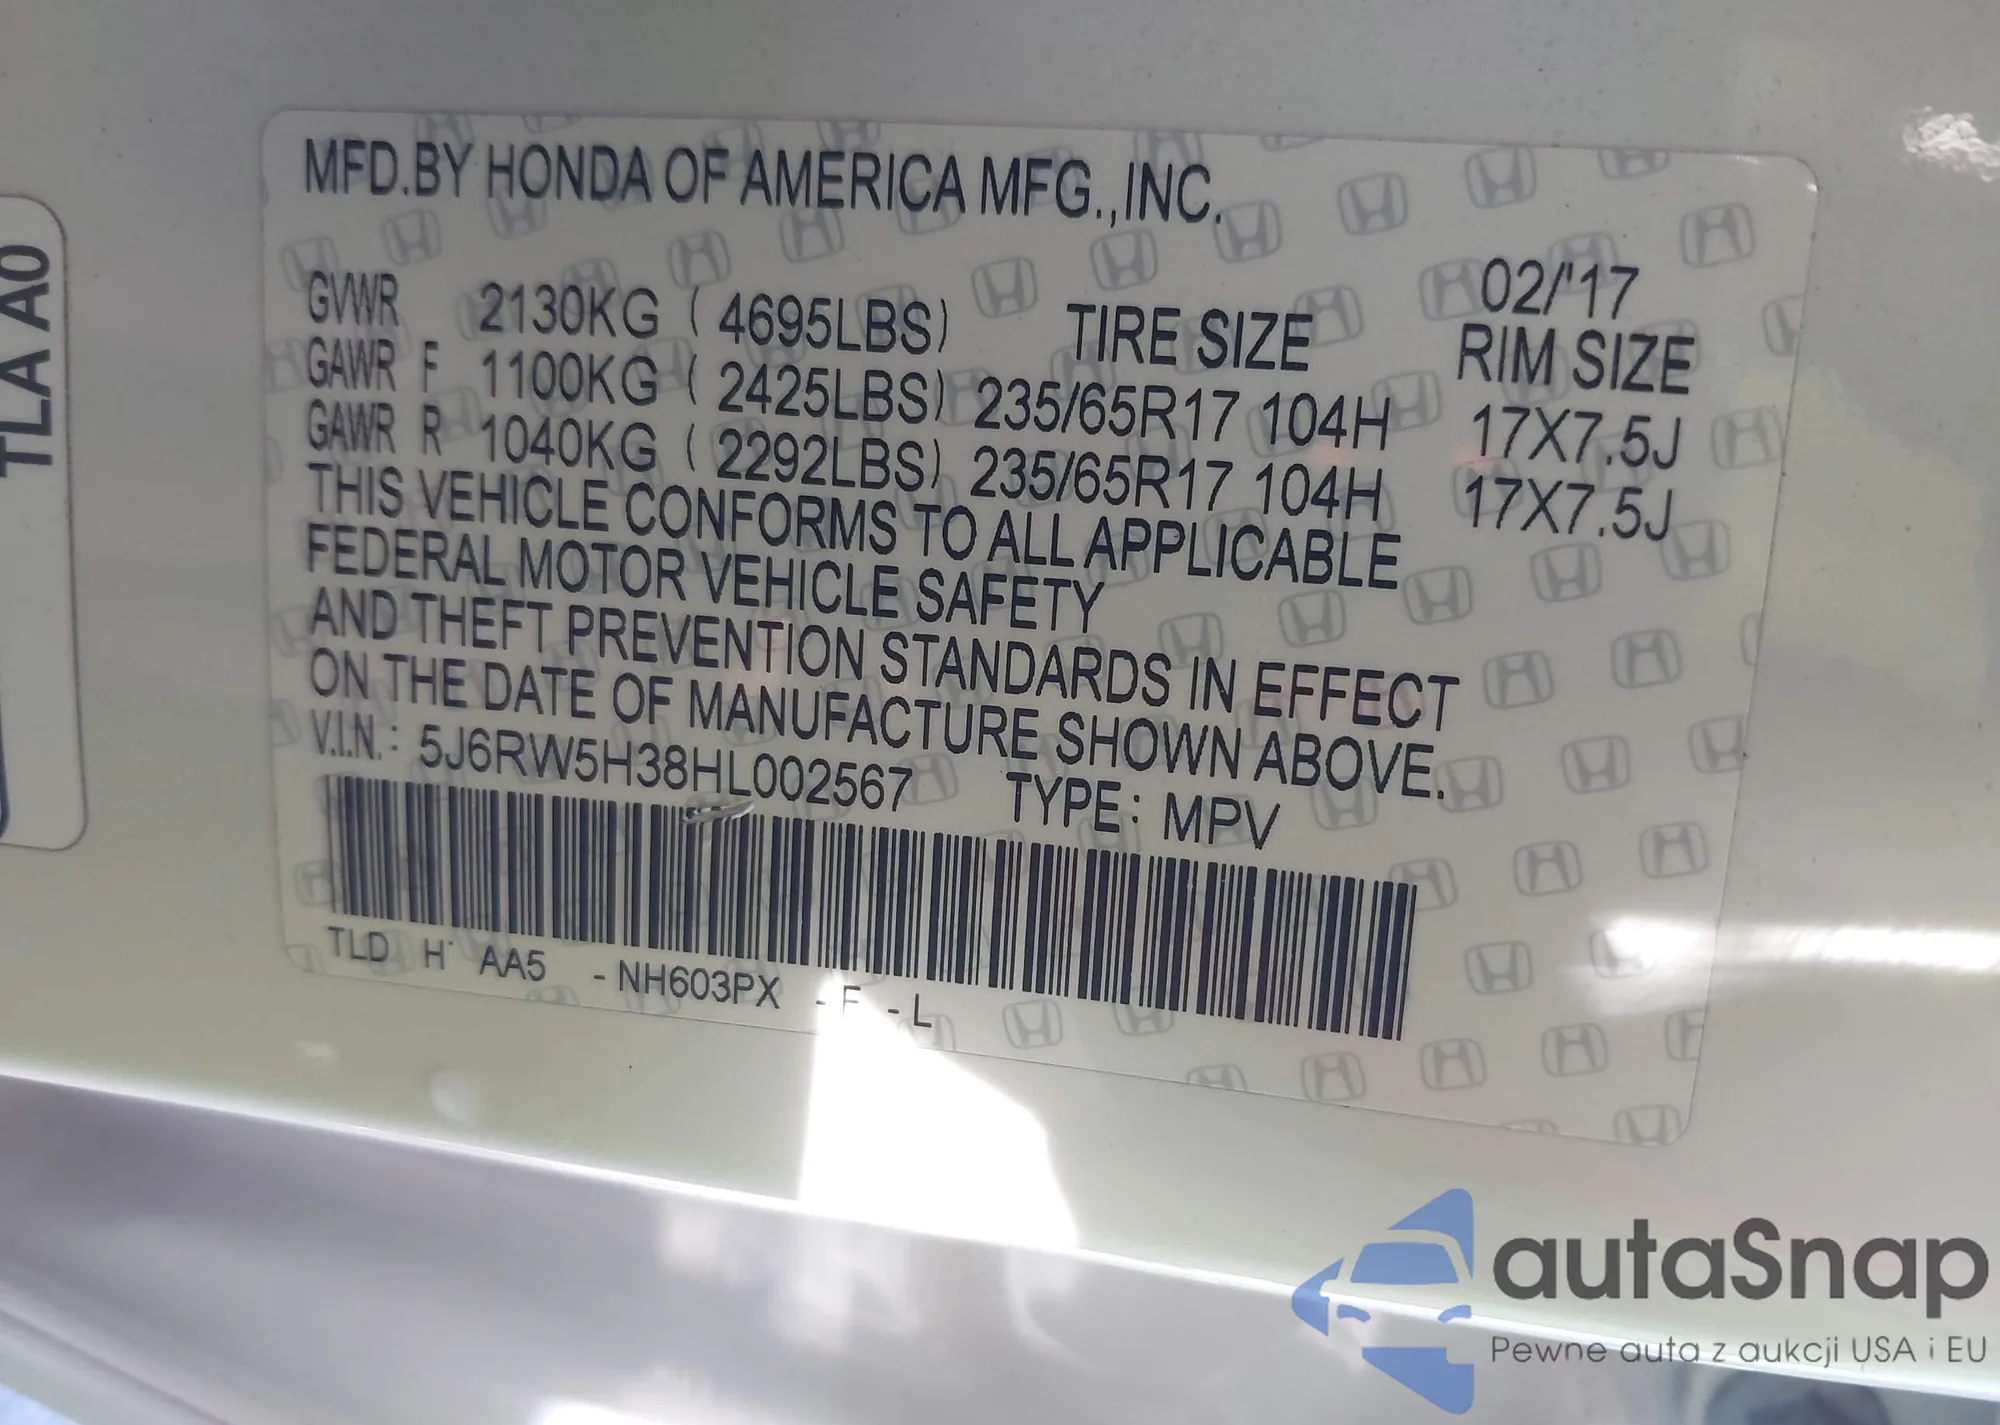 TLA A0
MFD.BY HONDA OF AMERICA MFG.,INC.
02/'17
GVWR 2130KG ( 4695LBS) TIRE SIZE RIM SIZE
GAWR F 1100KG ( 2425LBS) 235/65R17 104H 17X7.5J
GAWR R 1040KG ( 2292LBS) 235/65R17 104H 17X7.5J
THIS VEHICLE CONFORMS TO ALL APPLICABLE
FEDERAL MOTOR VEHICLE SAFETY
AND THEFT PREVENTION STANDARDS IN EFFECT
ON THE DATE OF MANUFACTURE SHOWN ABOVE.
V.I.N.: 5J6RW5H38HL002567 TYPE: MPV
TLD H AA5 -NH603PX - F -L
autaSnap
Pewne auta z aukcji USA i EU